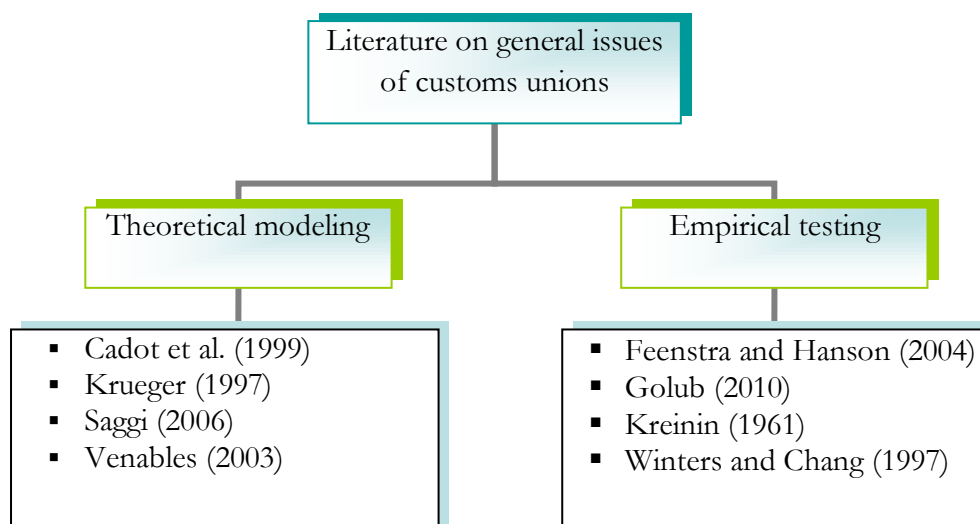 Literature on general issues
of customs unions
Theoretical modeling
Empirical testing
▪ Cadot et al. (1999)
▪ Krueger (1997)
▪ Saggi (2006)
▪ Venables (2003)
▪ Feenstra and Hanson (2004)
▪ Golub (2010)
▪ Kreinin (1961)
▪ Winters and Chang (1997)